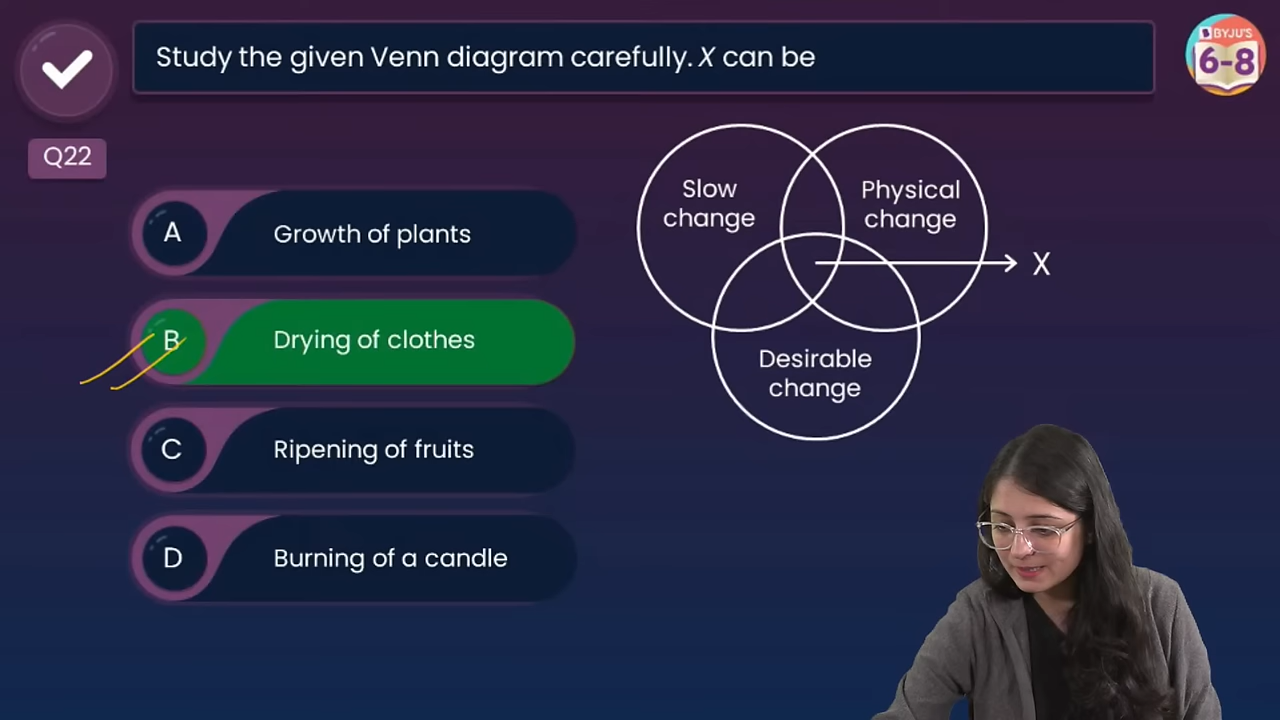 Study the given Venn diagram carefully. X can be
BYJU'S
6-8
Q22
A
Growth of plants
B
Drying of clothes
C
Ripening of fruits
D
Burning of a candle
Slow
change
Physical
change
X
Desirable
change